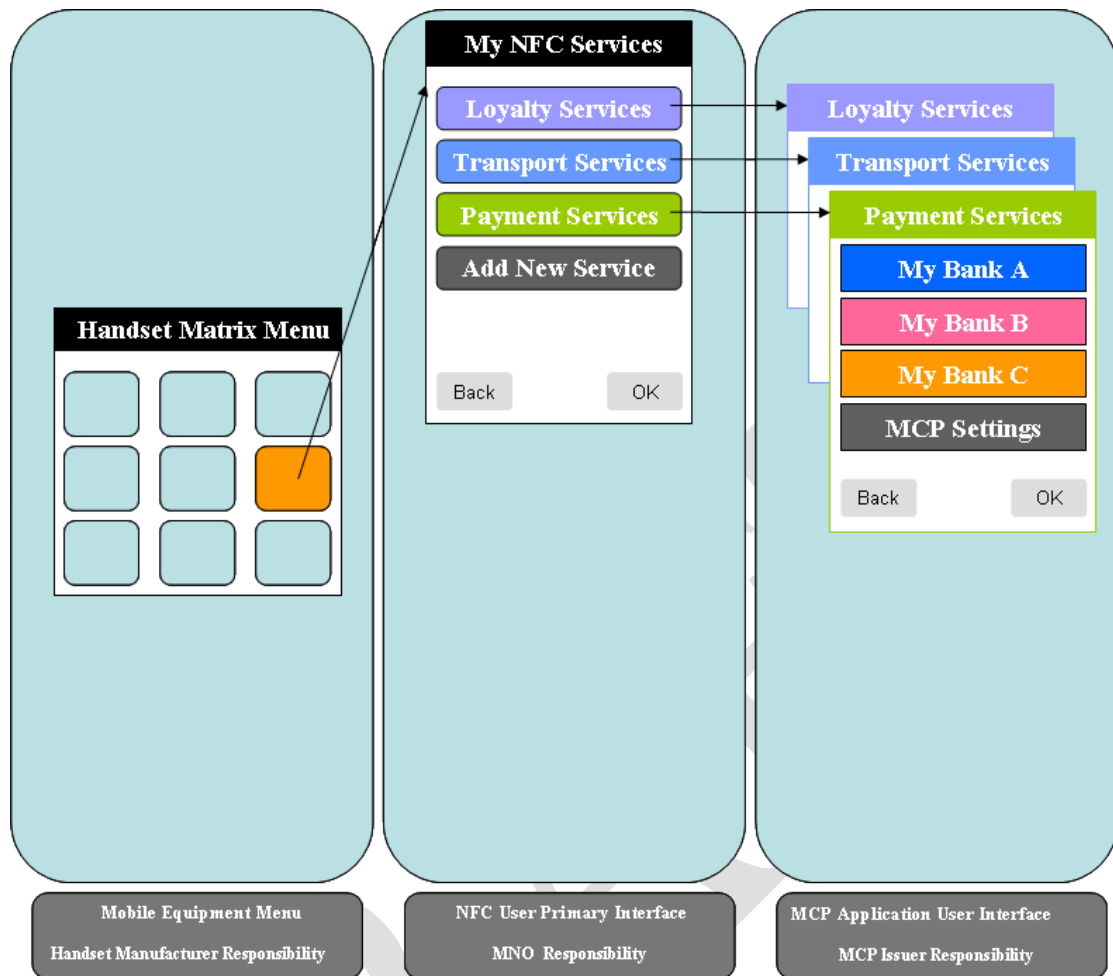 Handset Matrix Menu
My NFC Services
Loyalty Services
Transport Services
Payment Services
Add New Service
Back
OK
Loyalty Services
Transport Services
Payment Services
My Bank A
My Bank B
My Bank C
MCP Settings
Back
OK
Mobile Equipment Menu
Handset Manufacturer Responsibility
NFC User Primary Interface
MNO Responsibility
MCP Application User Interface
MCP Issuer Responsibility